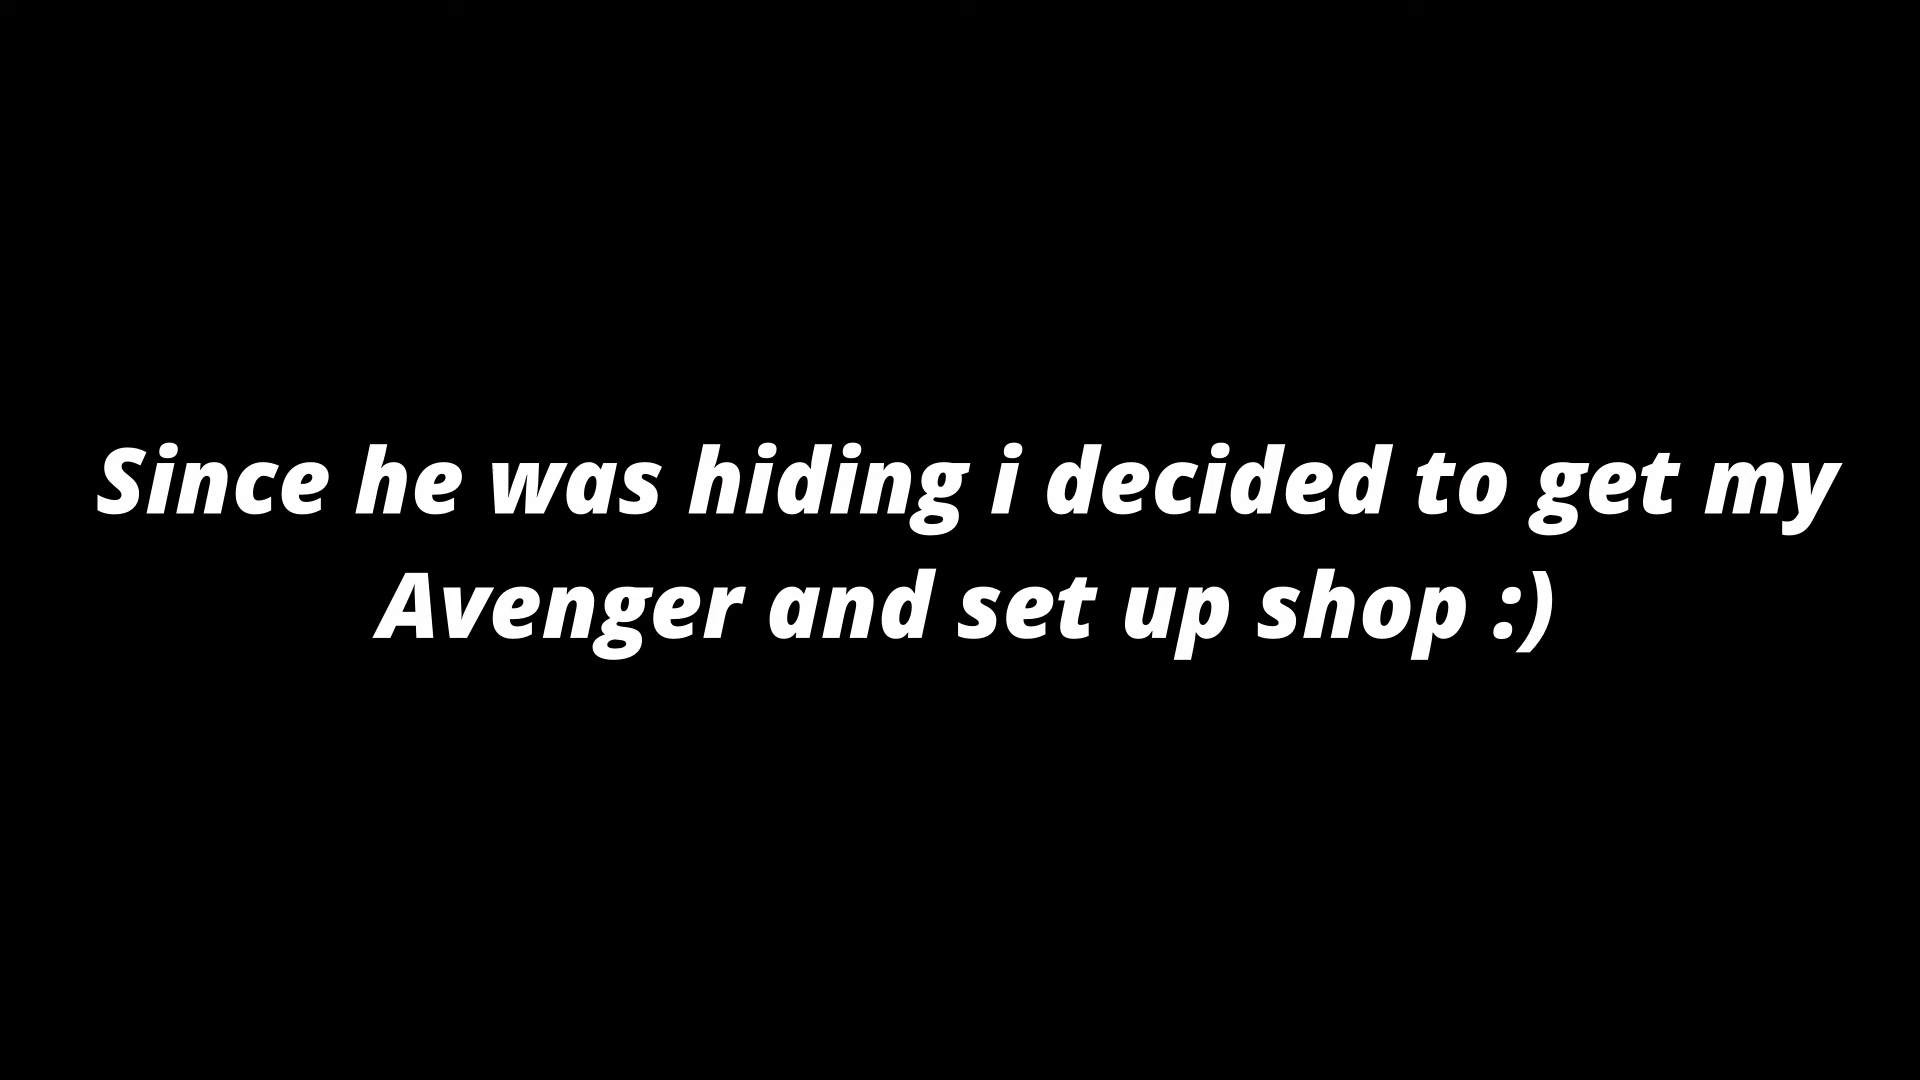 Since he was hiding i decided to get my
Avenger and set up shop :)